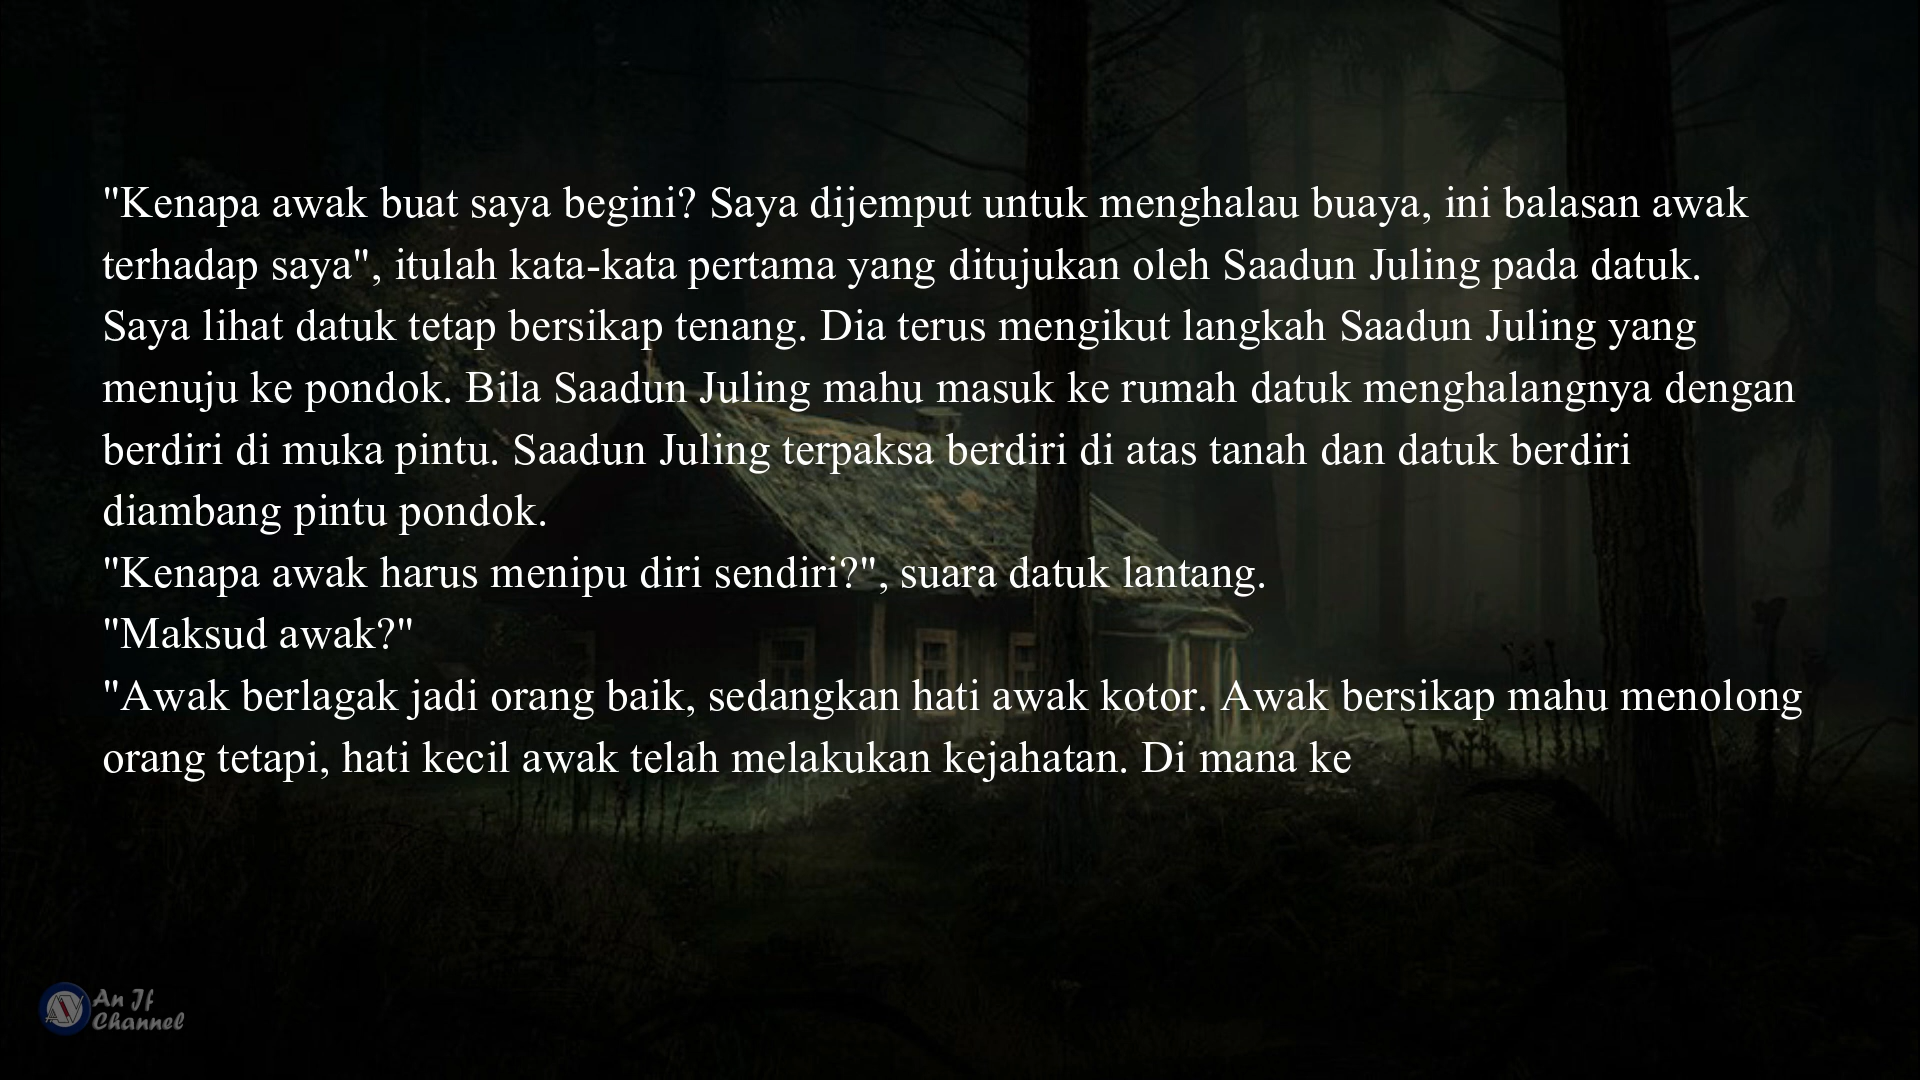 "Kenapa awak buat saya begini? Saya dijemput untuk menghalau buaya, ini balasan awak
terhadap saya", itulah kata-kata pertama yang ditujukan oleh Saadun Juling pada datuk.
Saya lihat datuk tetap bersikap tenang. Dia terus mengikut langkah Saadun Juling yang
menuju ke pondok. Bila Saadun Juling mahu masuk ke rumah datuk menghalangnya dengan
berdiri di muka pintu. Saadun Juling terpaksa berdiri di atas tanah dan datuk berdiri
diambang pintu pondok.
"Kenapa awak harus menipu diri sendiri?", suara datuk lantang.
"Maksud awak?"
"Awak berlagak jadi orang baik, sedangkan hati awak kotor. Awak bersikap mahu menolong
orang tetapi, hati kecil awak telah melakukan kejahatan. Di mana ke
An If
Channel